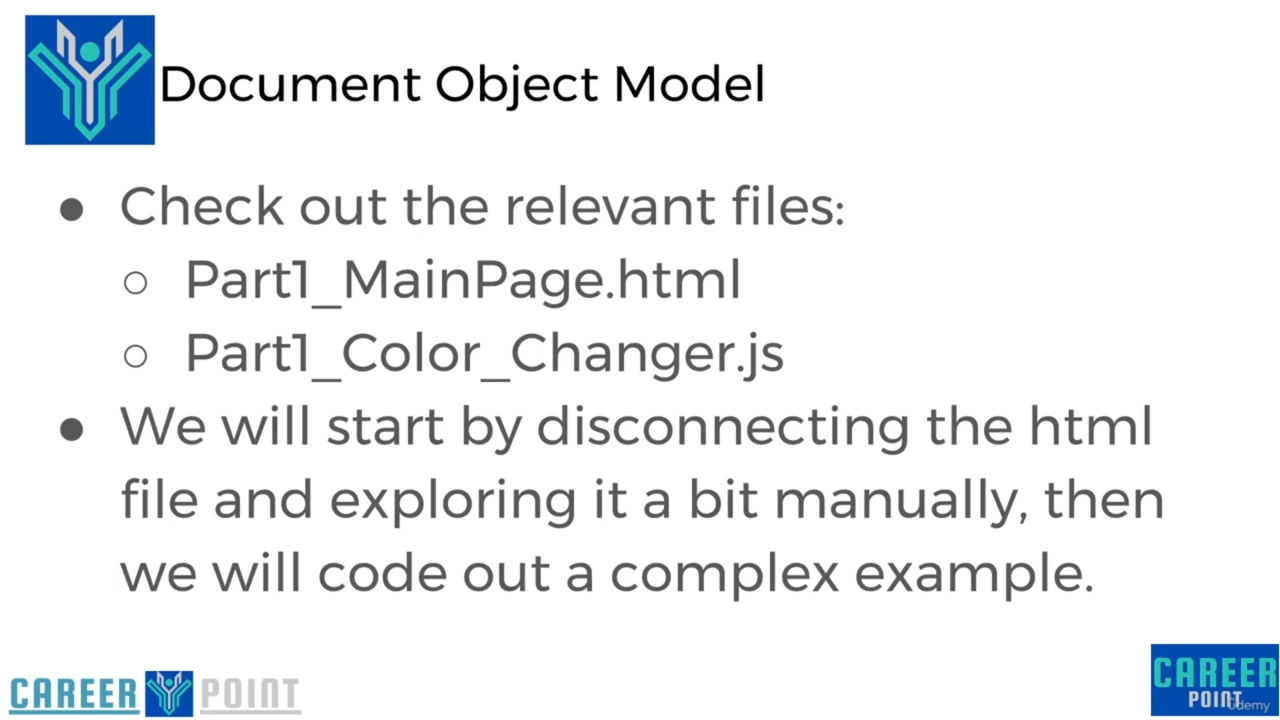 Document Object Model
● Check out the relevant files:
○ Part1_MainPage.html
○ Part1_Color_Changer.js
● We will start by disconnecting the html
file and exploring it a bit manually, then
we will code out a complex example.
CAREER POINT
CAREER
POINT
ûdemy